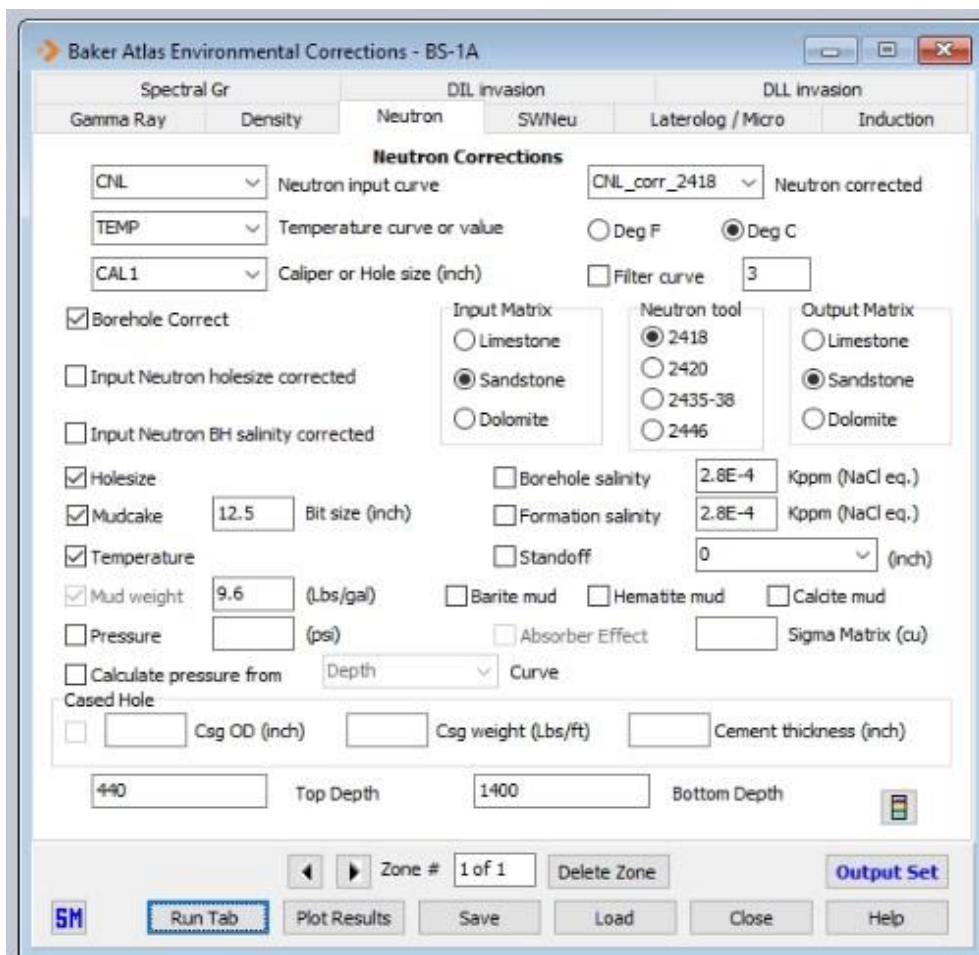 Baker Atlas Environmental Corrections - BS-1A
Spectral Gr DIL invasion DLL invasion
Gamma Ray Density Neutron SWNeu Laterolog / Micro Induction
Neutron Corrections
CNL Neutron input curve CNL_corr_2418 Neutron corrected
TEMP Temperature curve or value Deg F Deg C
CAL1 Caliper or Hole size (inch) Filter curve 3
Borehole Correct Input Matrix Neutron tool Output Matrix
Limestone 2418 Limestone
Input Neutron holesize corrected Sandstone 2420 Sandstone
2435-38
Input Neutron BH salinity corrected Dolomite 2446 Dolomite
Holesize Borehole salinity 2.8E-4 Kppm (NaCl eq.)
Mudcake 12.5 Bit size (inch) Formation salinity 2.8E-4 Kppm (NaCl eq.)
Temperature Standoff 0 (inch)
Mud weight 9.6 (Lbs/gal) Barite mud Hematite mud Calcite mud
Pressure (psi) Absorber Effect Sigma Matrix (cu)
Calculate pressure from Depth Curve
Cased Hole
Csg OD (inch) Csg weight (Lbs/ft) Cement thickness (inch)
440 Top Depth 1400 Bottom Depth
Zone # 1 of 1 Delete Zone Output Set
SM Run Tab Plot Results Save Load Close Help